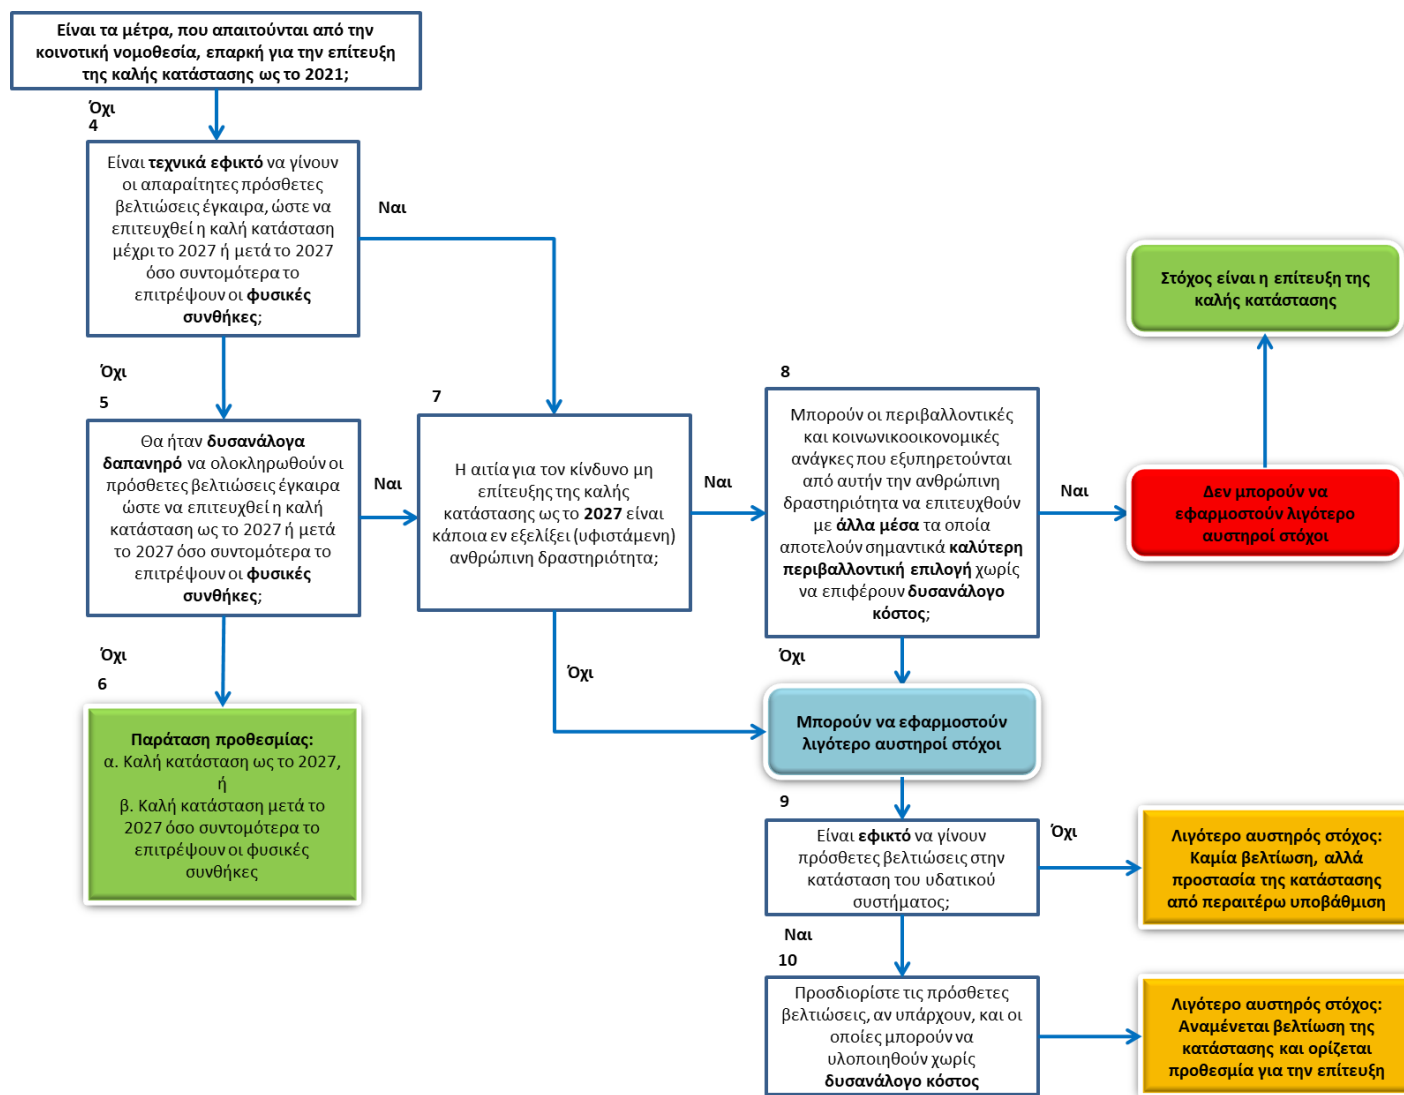 Είναι τα μέτρα, που απαιτούνται από την
κοινοτική νομοθεσία, επαρκή για την επίτευξη
της καλής κατάστασης ως το 2021;
Όχι
4
Είναι τεχνικά εφικτό να γίνουν
οι απαραίτητες πρόσθετες
βελτιώσεις έγκαιρα, ώστε να
επιτευχθεί η καλή κατάσταση
μέχρι το 2027 ή μετά το 2027
όσο συντομότερα το
επιτρέψουν οι φυσικές
συνθήκες;
Ναι
Όχι
5
Θα ήταν δυσανάλογα
δαπανηρό να ολοκληρωθούν οι
πρόσθετες βελτιώσεις έγκαιρα
ώστε να επιτευχθεί η καλή
κατάσταση ως το 2027 ή μετά
το 2027 όσο συντομότερα το
επιτρέψουν οι φυσικές
συνθήκες;
Ναι
Όχι
6
Παράταση προθεσμίας:
α. Καλή κατάσταση ως το 2027,
ή
β. Καλή κατάσταση μετά το
2027 όσο συντομότερα το
επιτρέψουν οι φυσικές
συνθήκες
7
Η αιτία για τον κίνδυνο μη
επίτευξης της καλής
κατάστασης ως το 2027 είναι
κάποια εν εξελίξει (υφιστάμενη)
ανθρώπινη δραστηριότητα;
Ναι
Όχι
8
Μπορούν οι περιβαλλοντικές
και κοινωνικοοικονομικές
ανάγκες που εξυπηρετούνται
από αυτήν την ανθρώπινη
δραστηριότητα να επιτευχθούν
με άλλα μέσα τα οποία
αποτελούν σημαντικά καλύτερη
περιβαλλοντική επιλογή χωρίς
να επιφέρουν δυσανάλογο
κόστος;
Ναι
Όχι
Στόχος είναι η επίτευξη της
καλής κατάστασης
Δεν μπορούν να
εφαρμοστούν λιγότερο
αυστηροί στόχοι
Μπορούν να εφαρμοστούν
λιγότερο αυστηροί στόχοι
9
Είναι εφικτό να γίνουν
πρόσθετες βελτιώσεις στην
κατάσταση του υδατικού
συστήματος;
Όχι
Λιγότερο αυστηρός στόχος:
Καμία βελτίωση, αλλά
προστασία της κατάστασης
από περαιτέρω υποβάθμιση
Ναι
10
Προσδιορίστε τις πρόσθετες
βελτιώσεις, αν υπάρχουν, και οι
οποίες μπορούν να
υλοποιηθούν χωρίς
δυσανάλογο κόστος
Λιγότερο αυστηρός στόχος:
Αναμένεται βελτίωση της
κατάστασης και ορίζεται
προθεσμία για την επίτευξη